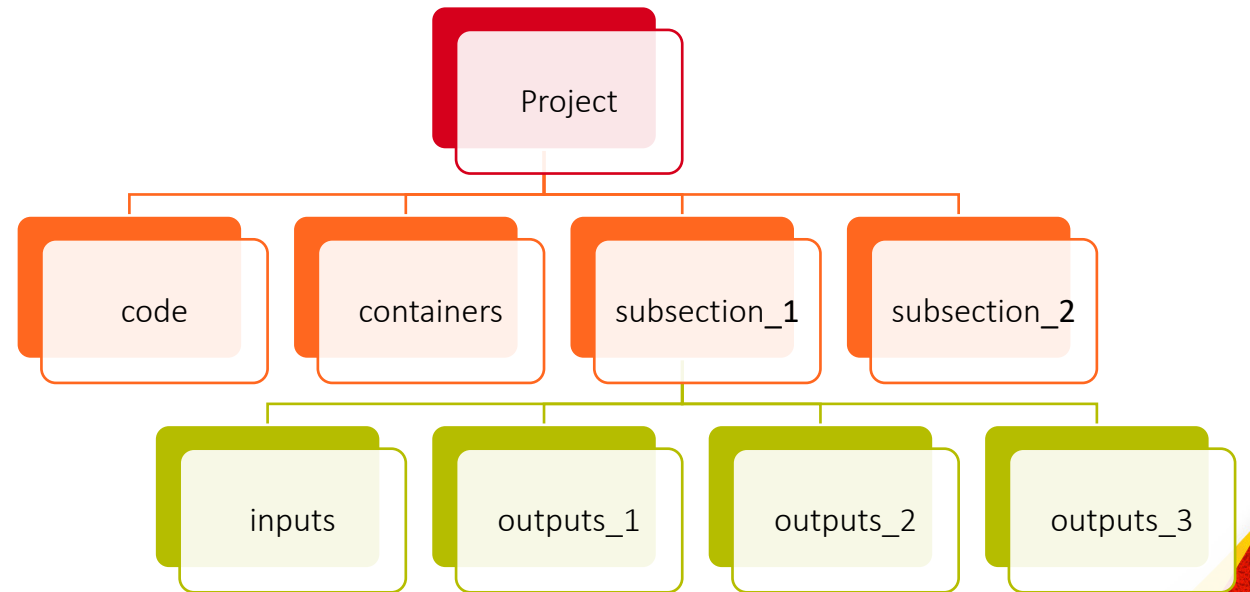 Project
code
containers
subsection_1
subsection_2
inputs
outputs_1
outputs_2
outputs_3